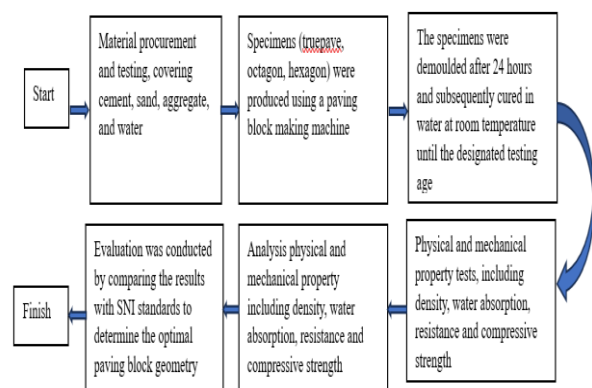 Start
Material procurement
and testing, covering
cement, sand, aggregate,
and water
Specimens (truepave,
octagon, hexagon) were
produced using a paving
block making machine
The specimens were
demoulded after 24 hours
and subsequently cured in
water at room temperature
until the designated testing
age
Physical and mechanical
property tests, including
density, water absorption,
resistance and compressive
strength
Analysis physical and
mechanical property
including density, water
absorption, resistance and
compressive strength
Evaluation was conducted
by comparing the results
with SNI standards to
determine the optimal
paving block geometry
Finish